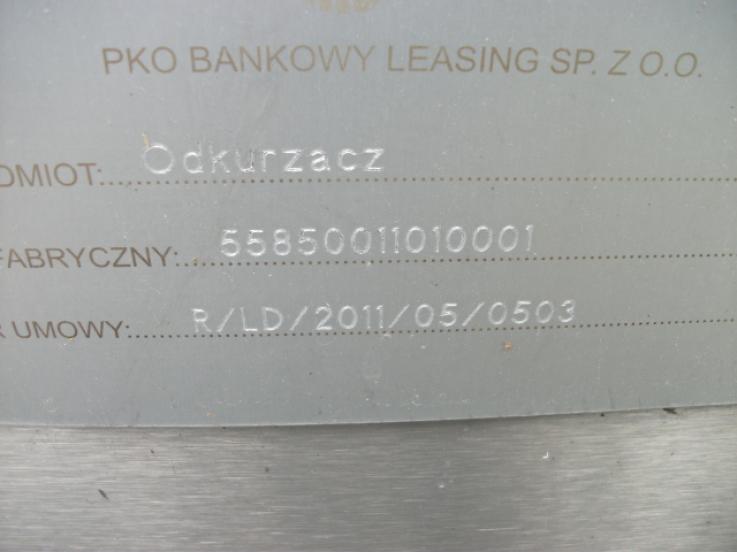 PKO BANKOWY LEASING SP. Z O.O.
DMIOT:....Odkurzacz
FABRYCZNY:....55850011010001
UMOWY:....R/LD/2011/05/0503